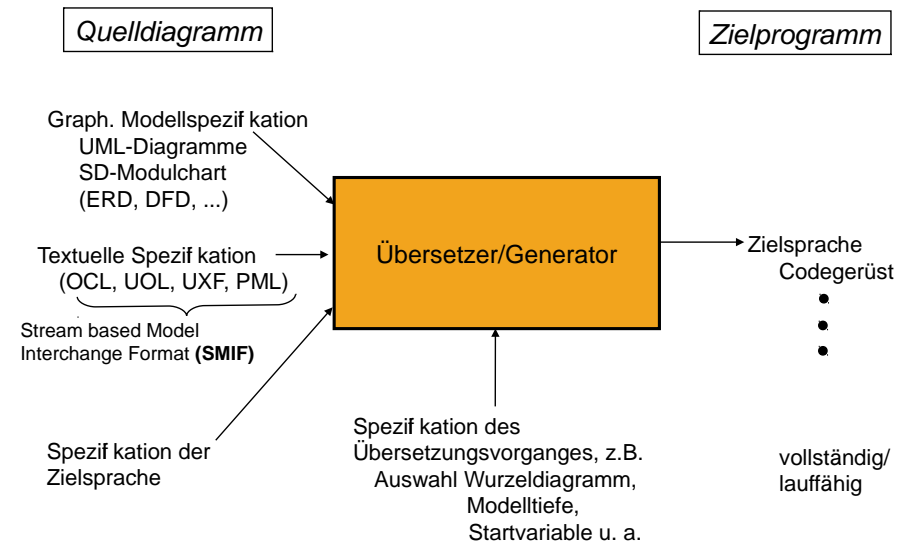 Quelldiagramm
Zielprogramm
Graph. Modellspezif kation
UML-Diagramme
SD-Modulchart
(ERD, DFD, ...)
Textuelle Spezif kation
(OCL, UOL, UXF, PML)
Stream based Model
Interchange Format (SMIF)
Spezif kation der
Zielsprache
Übersetzer/Generator
Spezif kation des
Übersetzungsvorganges, z.B.
Auswahl Wurzeldiagramm,
Modelltiefe,
Startvariable u. a.
Zielsprache
Codegerüst
vollständig/
lauffähig